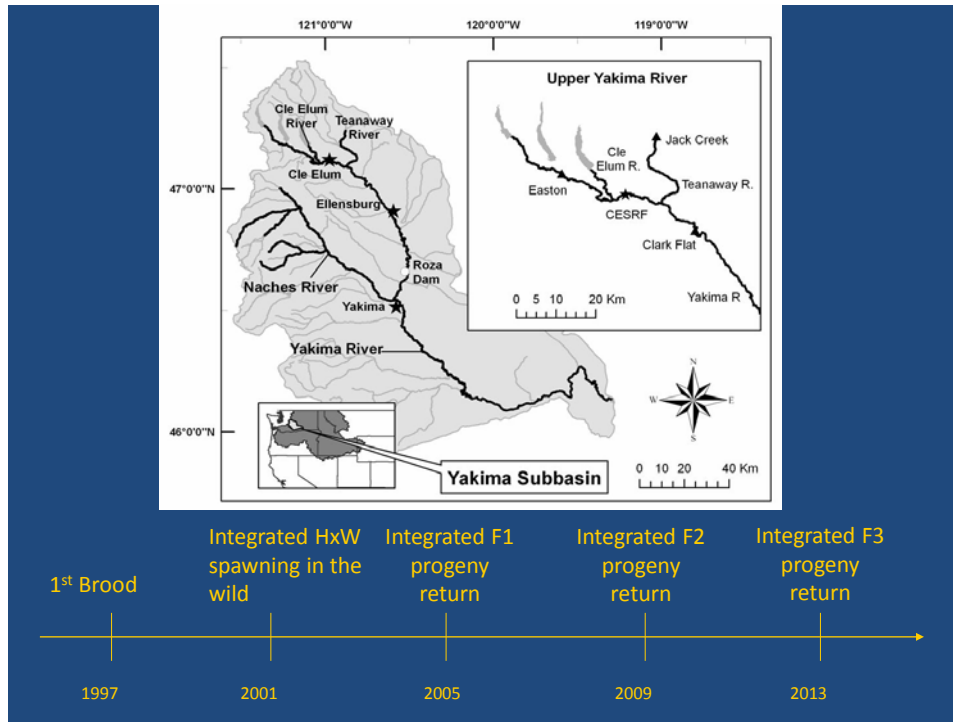 121°0'0"W
120°0'0"W
119°0'0"W
47°0'0"N
46°0'0"N
Cle Elum
River
Teanaway
River
Cle Elum
Ellensburg
Roza
Dam
Naches River
Yakima
Yakima River
Upper Yakima River
Jack Creek
Cle
Elum R.
Teanaway R.
Easton
CESRF
Clark Flat
Yakima R
0 5 10 20 Km
N
W E
S
0 10 20 40 Km
Yakima Subbasin
1st Brood
Integrated HxW
spawning in the
wild
Integrated F1
progeny
return
Integrated F2
progeny
return
Integrated F3
progeny
return
1997
2001
2005
2009
2013